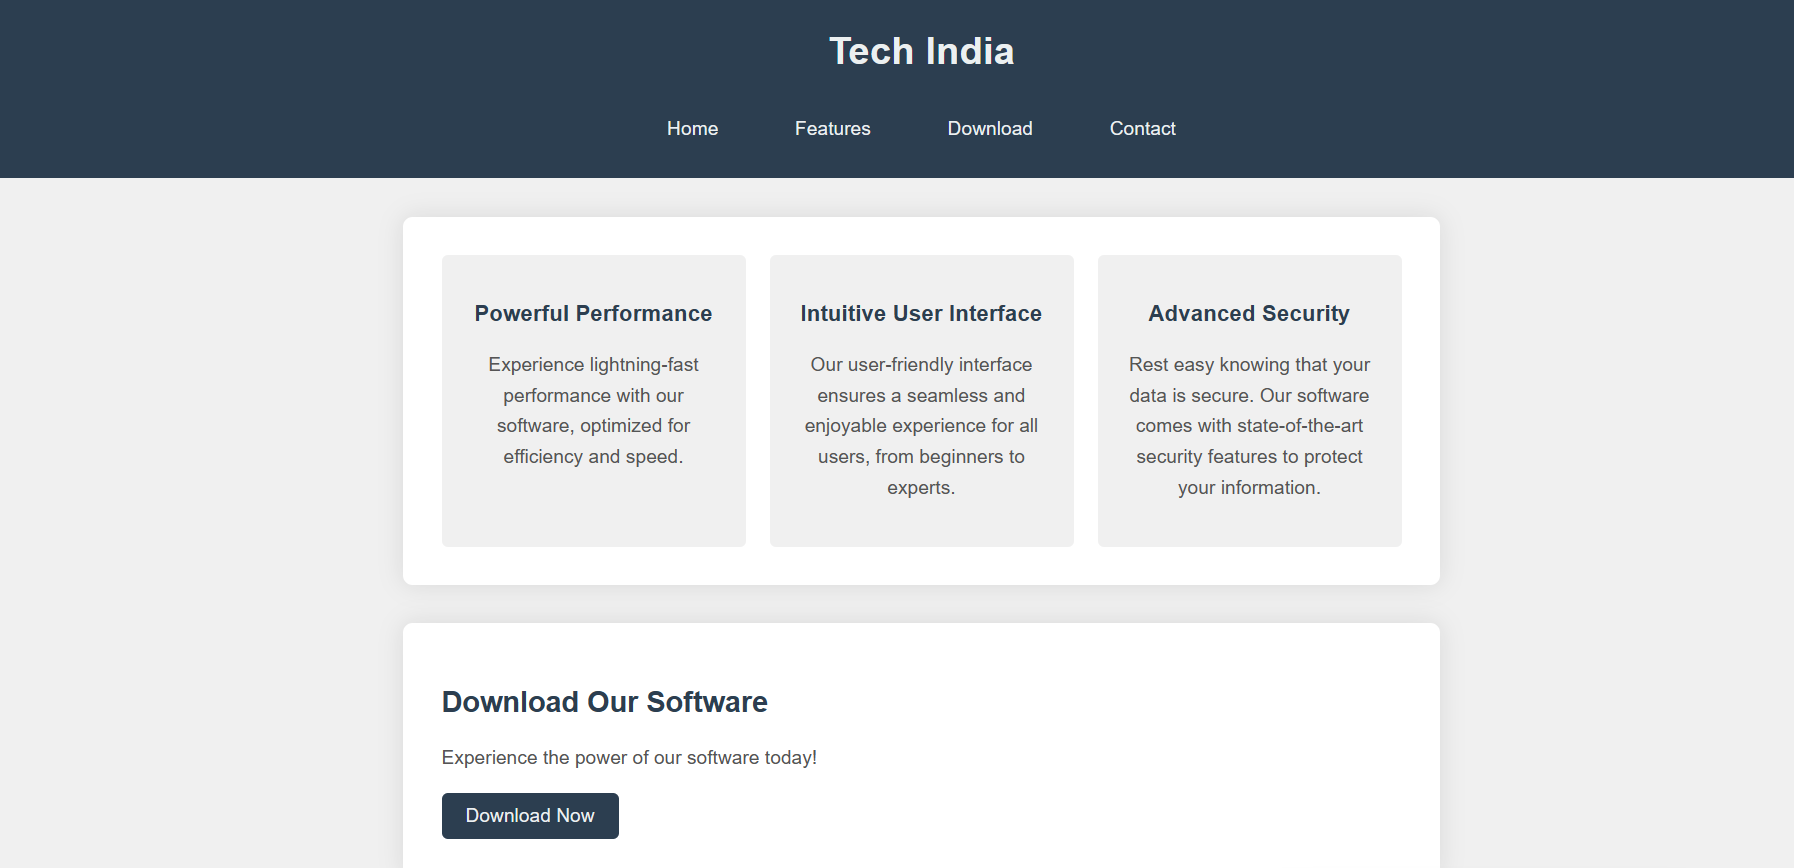 Tech India
Home Features Download Contact
Powerful Performance
Experience lightning-fast
performance with our
software, optimized for
efficiency and speed.
Intuitive User Interface
Our user-friendly interface
ensures a seamless and
enjoyable experience for all
users, from beginners to
experts.
Advanced Security
Rest easy knowing that your
data is secure. Our software
comes with state-of-the-art
security features to protect
your information.
Download Our Software
Experience the power of our software today!
Download Now